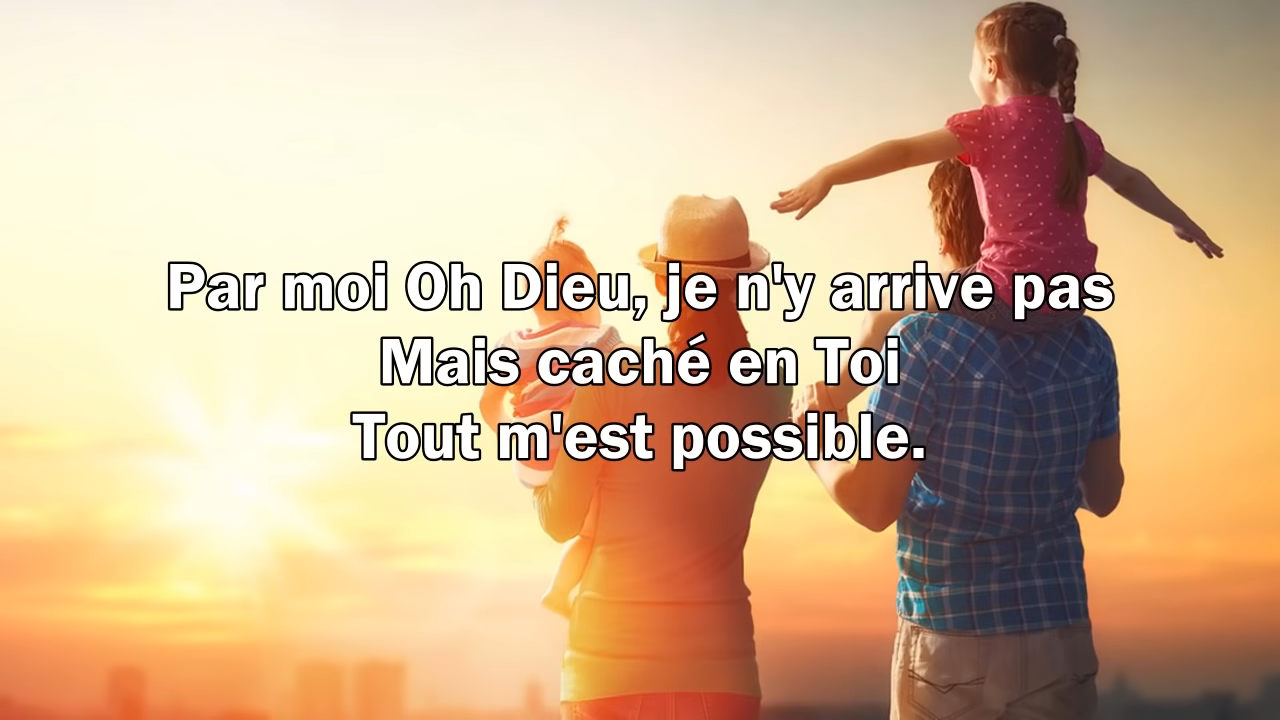 Par moi Oh Dieu, je n'y arrive pas
Mais caché en Toi
Tout m'est possible.